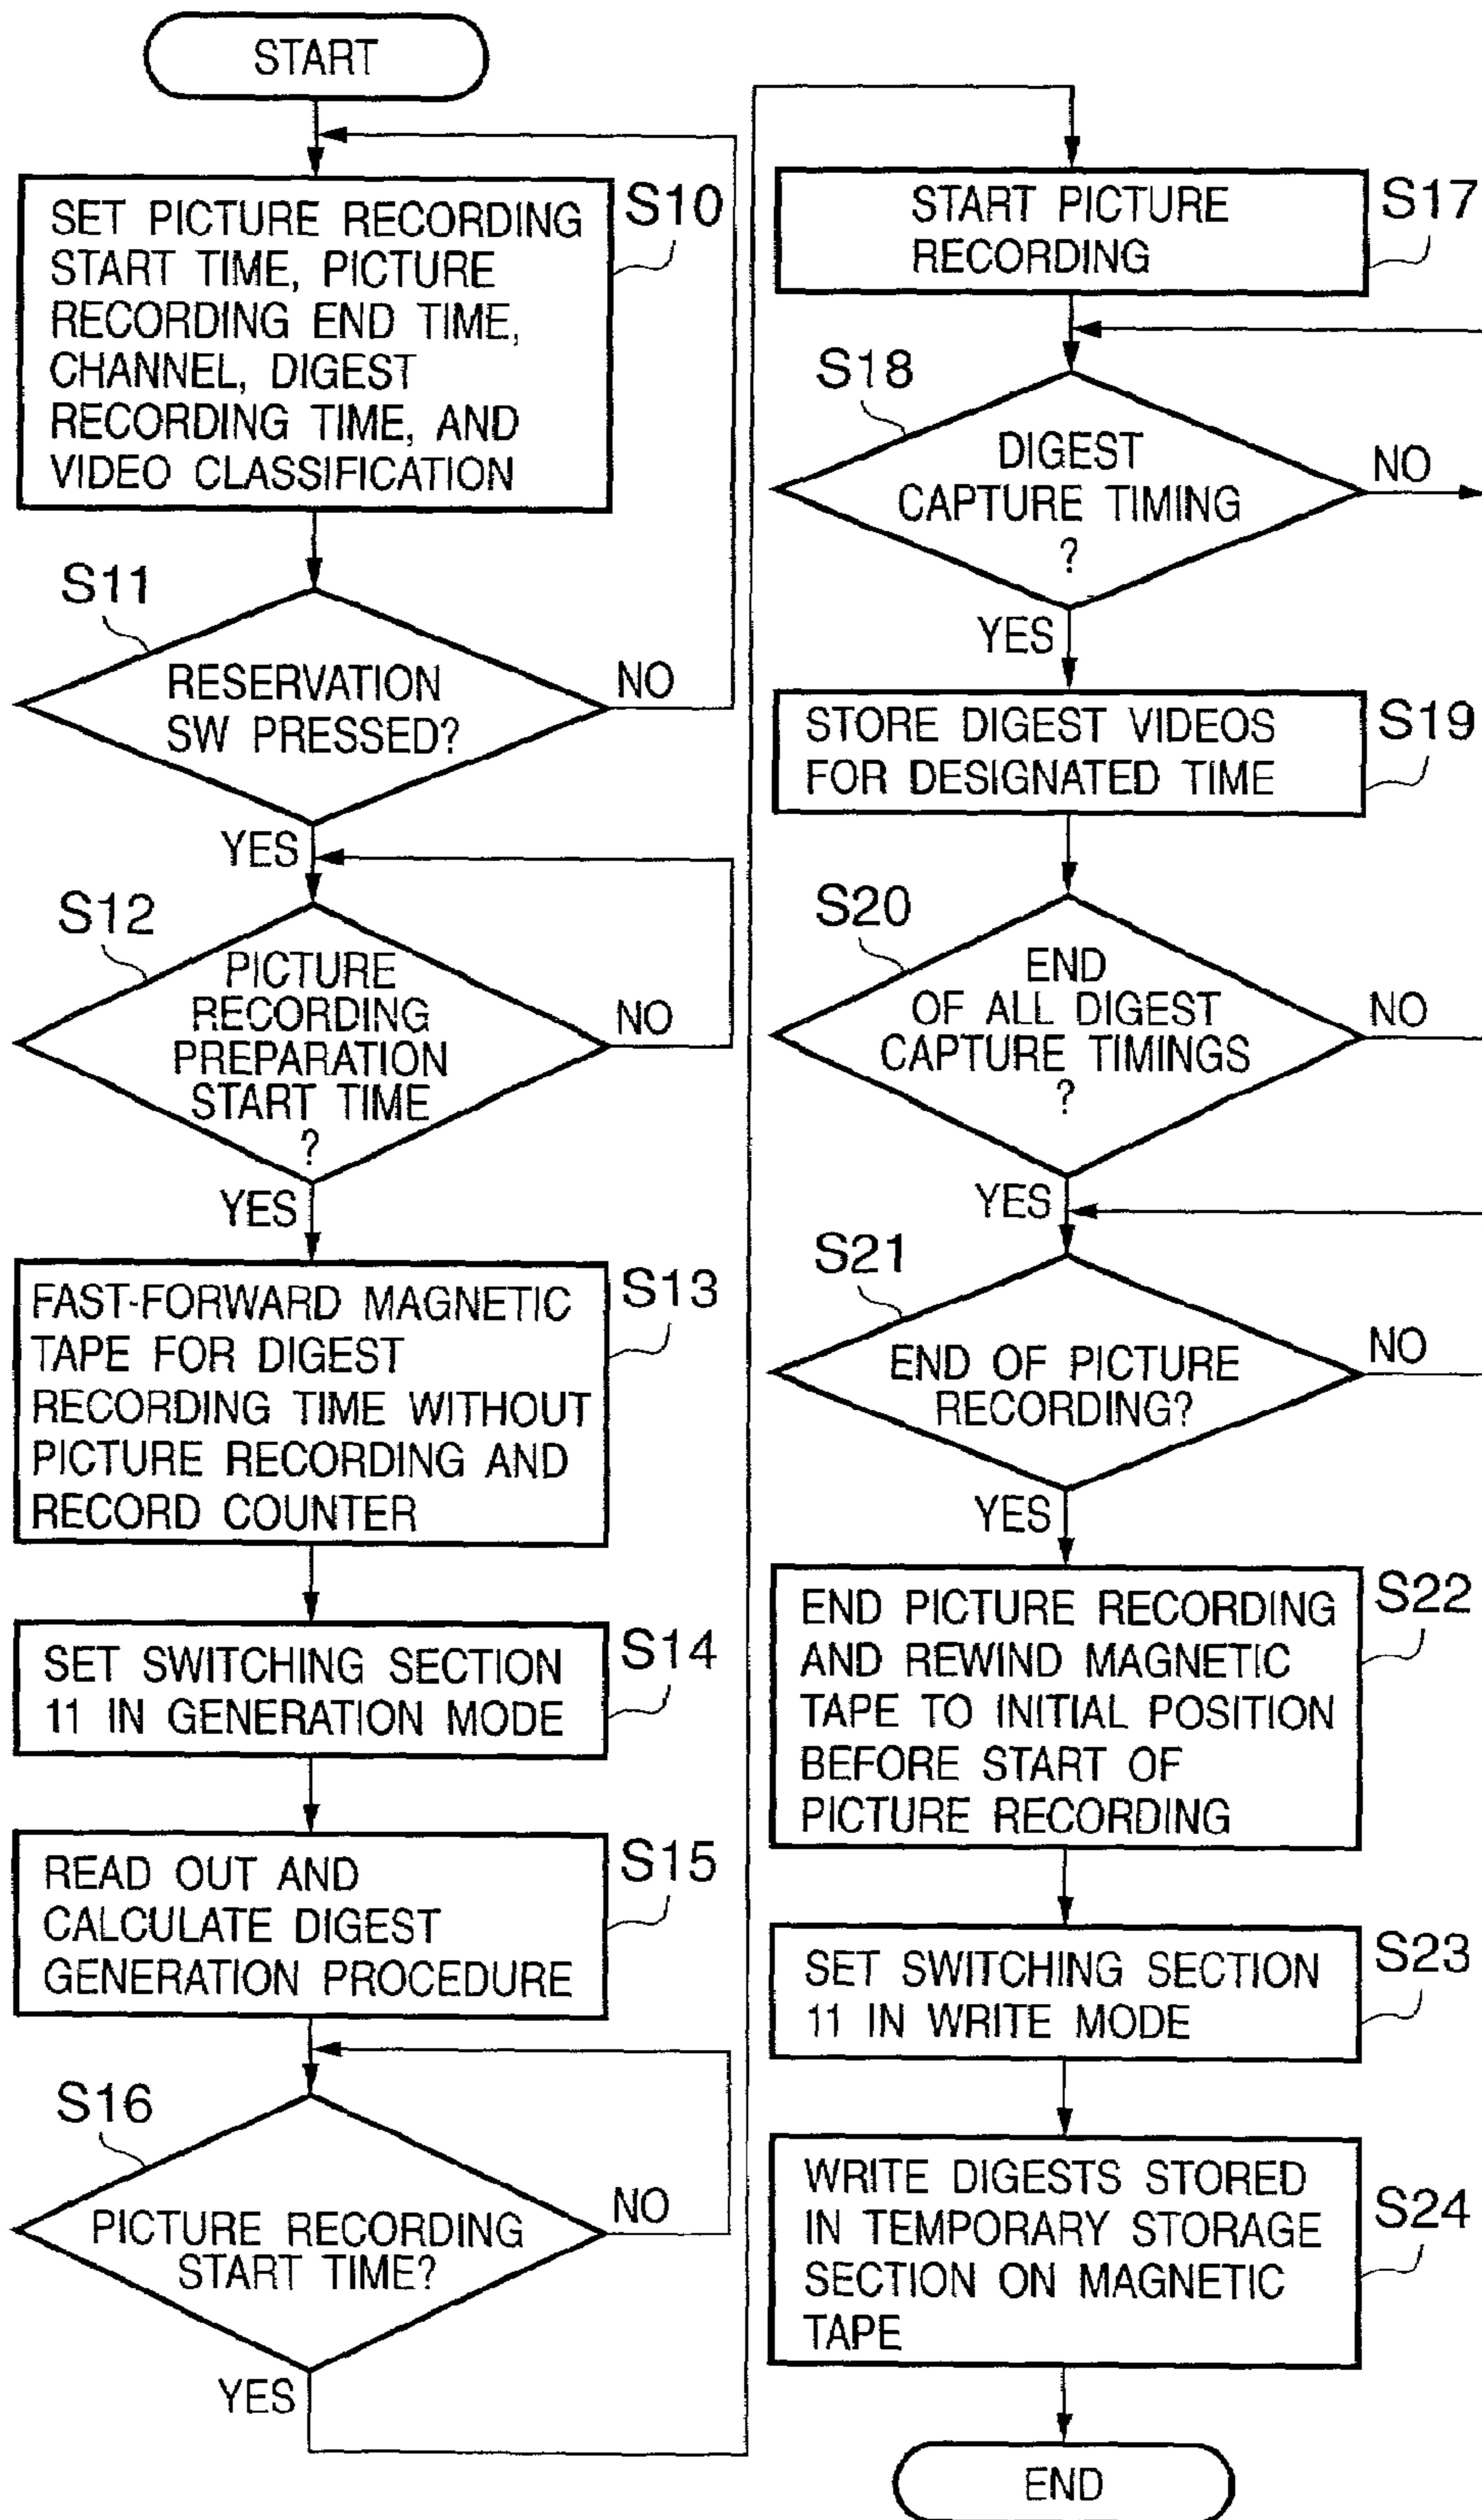 START
SET PICTURE RECORDING
START TIME, PICTURE
RECORDING END TIME,
CHANNEL, DIGEST
RECORDING TIME, AND
VIDEO CLASSIFICATION
S10
S11
RESERVATION
SW PRESSED?
NO
YES
S12
PICTURE
RECORDING
PREPARATION
START TIME
?
NO
YES
FAST-FORWARD MAGNETIC
TAPE FOR DIGEST
RECORDING TIME WITHOUT
PICTURE RECORDING AND
RECORD COUNTER
S13
SET SWITCHING SECTION
11 IN GENERATION MODE
S14
READ OUT AND
CALCULATE DIGEST
GENERATION PROCEDURE
S15
S16
PICTURE RECORDING
START TIME?
NO
YES
START PICTURE
RECORDING
S17
S18
DIGEST
CAPTURE TIMING
?
NO
YES
STORE DIGEST VIDEOS
FOR DESIGNATED TIME
S19
S20
END
OF ALL DIGEST
CAPTURE TIMINGS
?
NO
YES
S21
END OF PICTURE
RECORDING?
NO
YES
END PICTURE RECORDING
AND REWIND MAGNETIC
TAPE TO INITIAL POSITION
BEFORE START OF
PICTURE RECORDING
S22
SET SWITCHING SECTION
11 IN WRITE MODE
S23
WRITE DIGESTS STORED
IN TEMPORARY STORAGE
SECTION ON MAGNETIC
TAPE
S24
END